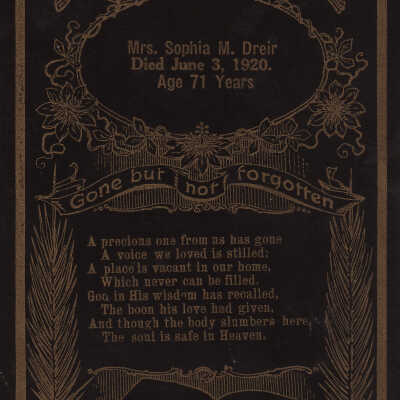 Mrs. Sophia M. Dreir
Died June 3, 1920.
Age 71 Years
Gone but not forgotten
A precious one from us has gone
A voice we loved is stilled;
A place is vacant in our home,
Which never can be filled.
God in His wisdom has recalled,
The boon his love had given,
And though the body slumbers here,
The soul is safe in Heaven.